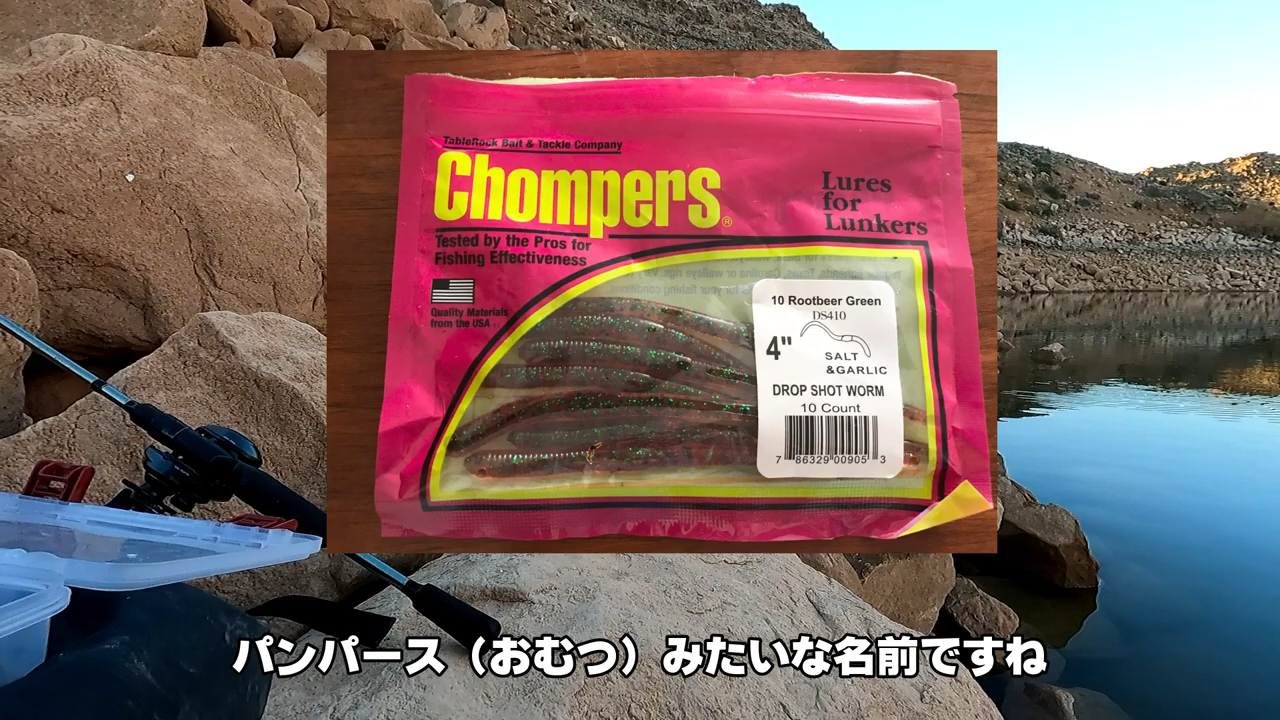 TableRock Bait & Tackle Company
Chompers®
Lures
for
Lunkers
Tested by the Pros for
Fishing Effectiveness
Quality Materials
from the USA
10 Rootbeer Green
DS410
4"
SALT
&GARLIC
DROP SHOT WORM
10 Count
7 86329 00905 3
パンパース（おむつ）みたいな名前ですね